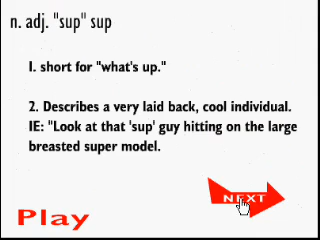 n. adj. "sup" sup
1. short for "what's up."
2. Describes a very laid back, cool individual.
IE: "Look at that 'sup' guy hitting on the large
breasted super model.
NEXT
Play